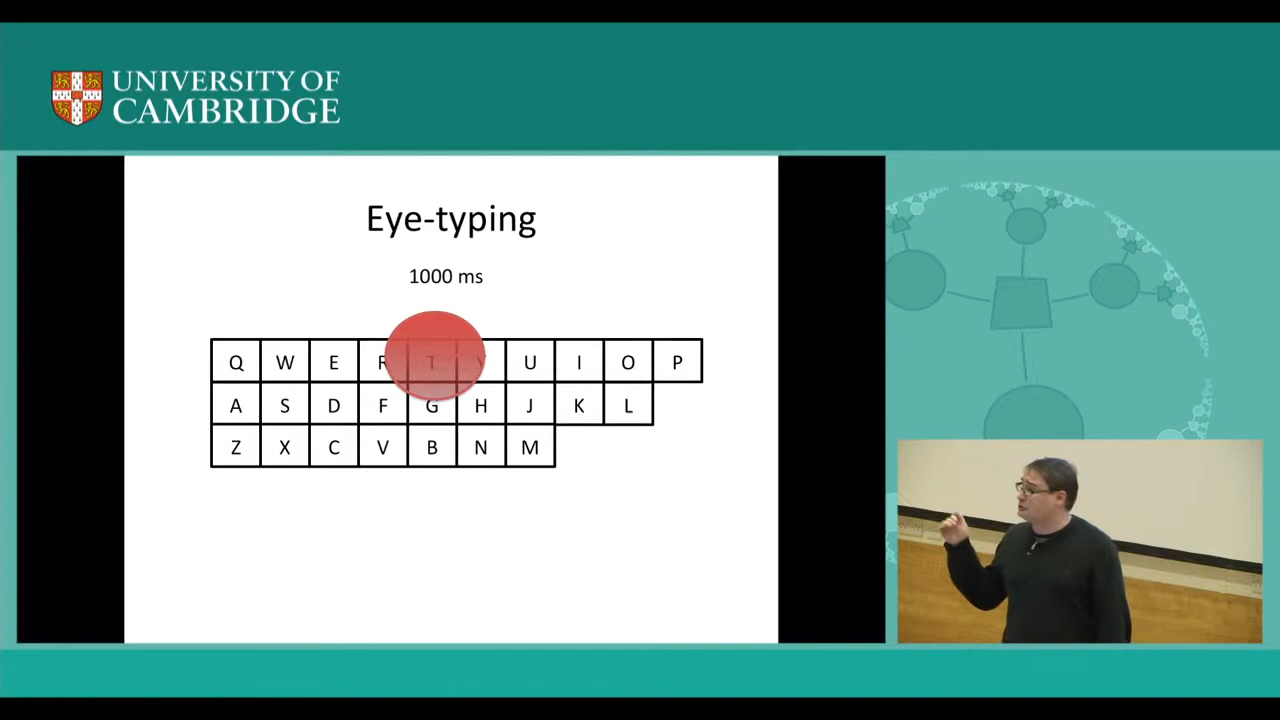 UNIVERSITY OF
CAMBRIDGE
Eye-typing
1000 ms
Q W E R T Y U I O P
A S D F G H J K L
Z X C V B N M